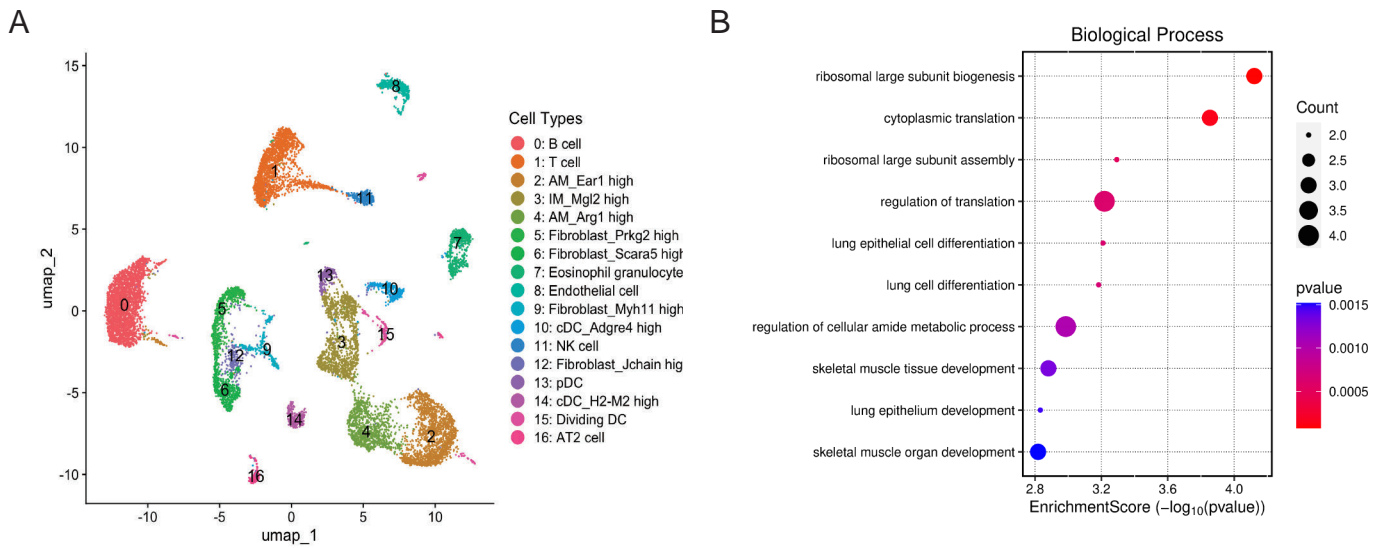 A
B
15
10
5
0
-5
-10
-10
-5
0
5
10
umap_2
umap_1
0
1
2
3
4
5
6
7
8
9
10
11
12
13
14
15
16
Cell Types
0: B cell
1: T cell
2: AM_Ear1 high
3: IM_Mgl2 high
4: AM_Arg1 high
5: Fibroblast_Prkg2 high
6: Fibroblast_Scara5 high
7: Eosinophil granulocyte
8: Endothelial cell
9: Fibroblast_Myh11 high
10: cDC_Adgre4 high
11: NK cell
12: Fibroblast_Jchain hig
13: pDC
14: cDC_H2-M2 high
15: Dividing DC
16: AT2 cell
Biological Process
ribosomal large subunit biogenesis
cytoplasmic translation
ribosomal large subunit assembly
regulation of translation
lung epithelial cell differentiation
lung cell differentiation
regulation of cellular amide metabolic process
skeletal muscle tissue development
lung epithelium development
skeletal muscle organ development
2.8
3.2
3.6
4.0
EnrichmentScore (−log10(pvalue))
Count
2.0
2.5
3.0
3.5
4.0
pvalue
0.0015
0.0010
0.0005